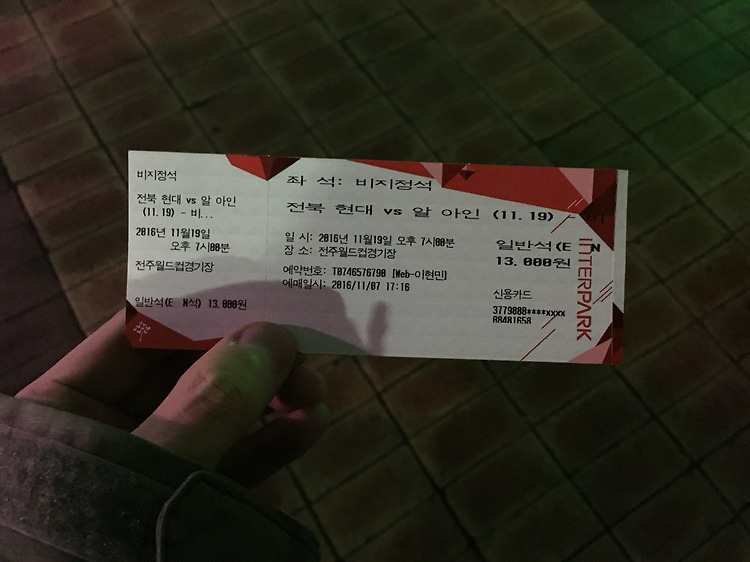 비지정석
전북 현대 vs 알 아인
(11.19) - 비...
2016년 11월19일
오후 7시00분
전주월드컵경기장
일반석(E N석) 13,000원
좌 석: 비지정석
전북 현대 vs 알 아인 (11.19) - 비
일 시: 2016년 11월19일 오후 7시00분
장 소: 전주월드컵경기장
예약번호: T0746576790 [Web-이현민]
예매일시: 2016/11/07 17:16
일반석(E N
13,000원
신용카드
3779880****xxxx
08481658
INTERPARK